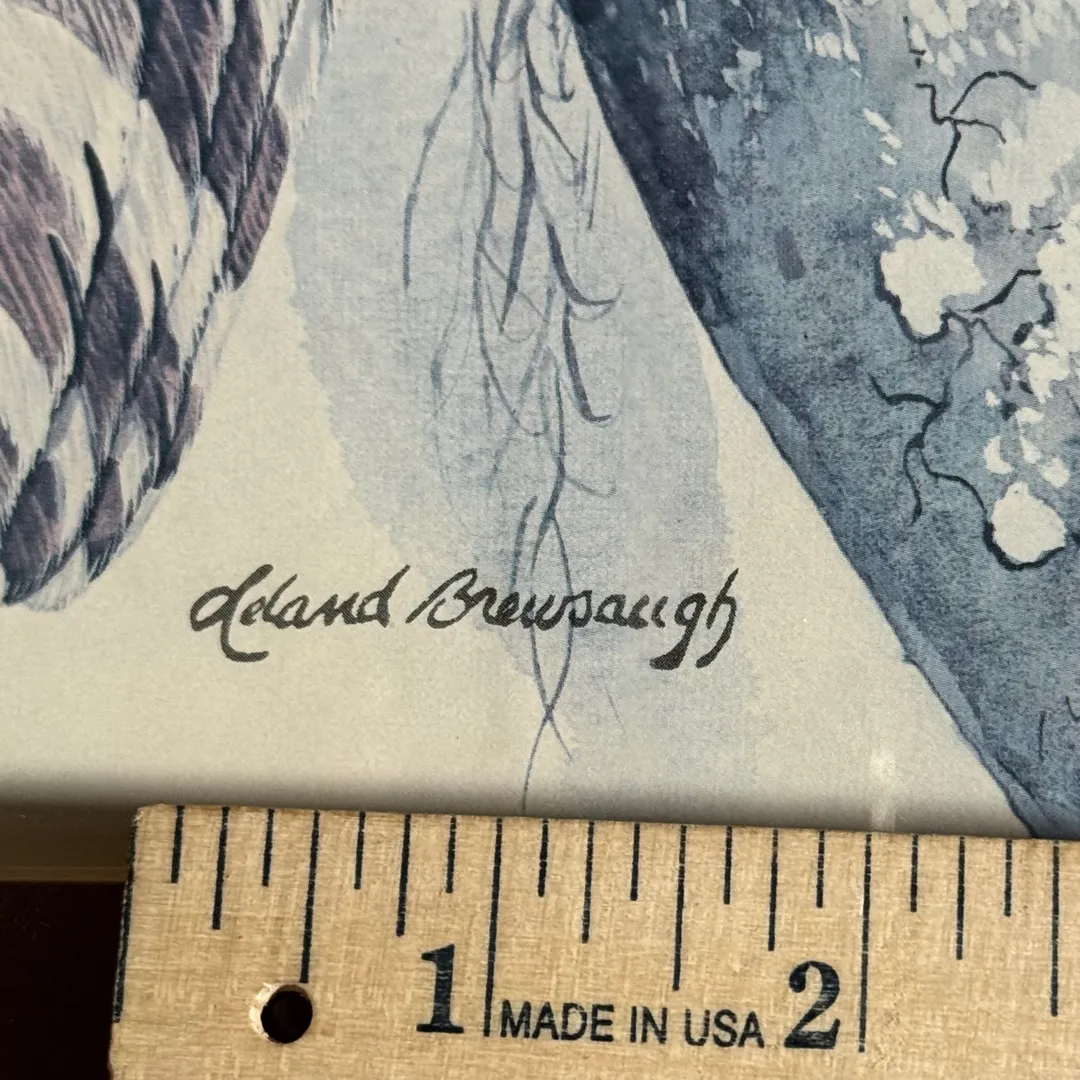 Leland Brewsaugh
1 MADE IN USA 2